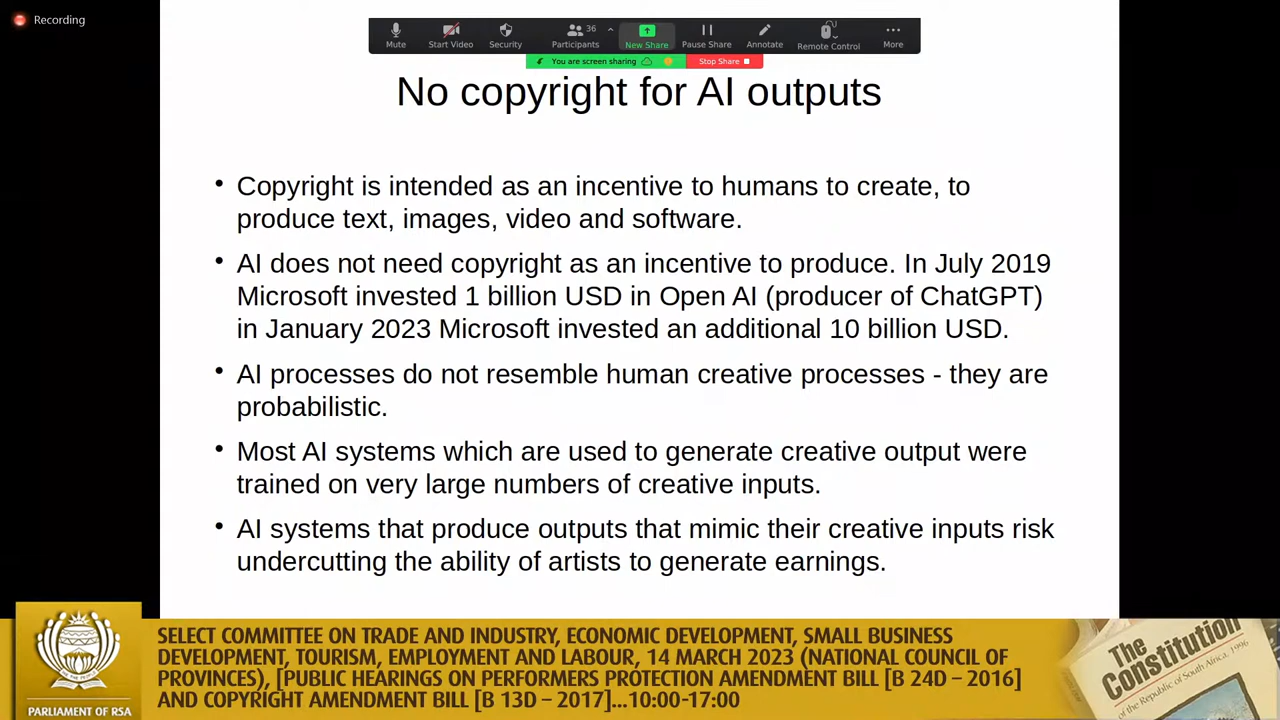 Recording
Mute
Start Video
Security
Participants
36
New Share
Pause Share
Annotate
Remote Control
More
You are screen sharing
Stop Share
No copyright for AI outputs
• Copyright is intended as an incentive to humans to create, to
produce text, images, video and software.
• AI does not need copyright as an incentive to produce. In July 2019
Microsoft invested 1 billion USD in Open AI (producer of ChatGPT)
in January 2023 Microsoft invested an additional 10 billion USD.
• AI processes do not resemble human creative processes - they are
probabilistic.
• Most AI systems which are used to generate creative output were
trained on very large numbers of creative inputs.
• AI systems that produce outputs that mimic their creative inputs risk
undercutting the ability of artists to generate earnings.
SELECT COMMITTEE ON TRADE AND INDUSTRY, ECONOMIC DEVELOPMENT, SMALL BUSINESS
DEVELOPMENT, TOURISM, EMPLOYMENT AND LABOUR, 14 MARCH 2023 (NATIONAL COUNCIL OF
PROVINCES), [PUBLIC HEARINGS ON PERFORMERS PROTECTION AMENDMENT BILL [B 24D – 2016]
AND COPYRIGHT AMENDMENT BILL [B 13D – 2017]...10:00-17:00
PARLIAMENT OF RSA
The
Constitution
of the Republic of South Africa, 1996